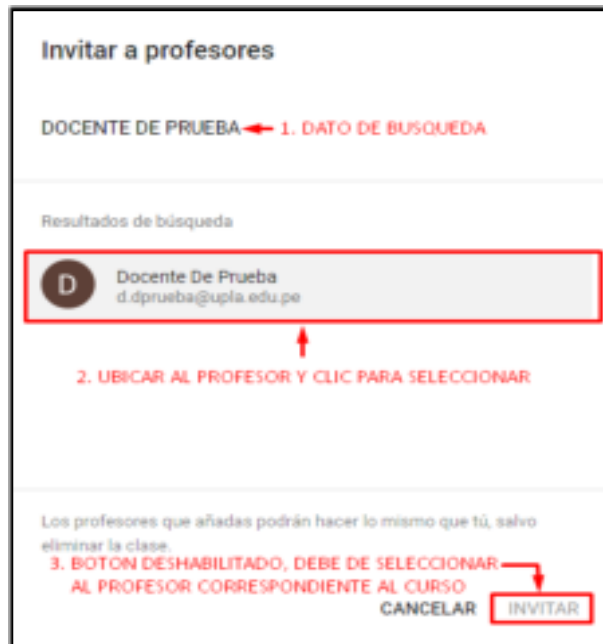 Invitar a profesores
DOCENTE DE PRUEBA 1. DATO DE BUSQUEDA
Resultados de búsqueda
D
Docente De Prueba
d.dprueba@upla.edu.pe
2. UBICAR AL PROFESOR Y CLIC PARA SELECCIONAR
Los profesores que añadas podrán hacer lo mismo que tú, salvo
eliminar la clase.
3. BOTON DESHABILITADO, DEBE DE SELECCIONAR
AL PROFESOR CORRESPONDIENTE AL CURSO
CANCELAR INVITAR